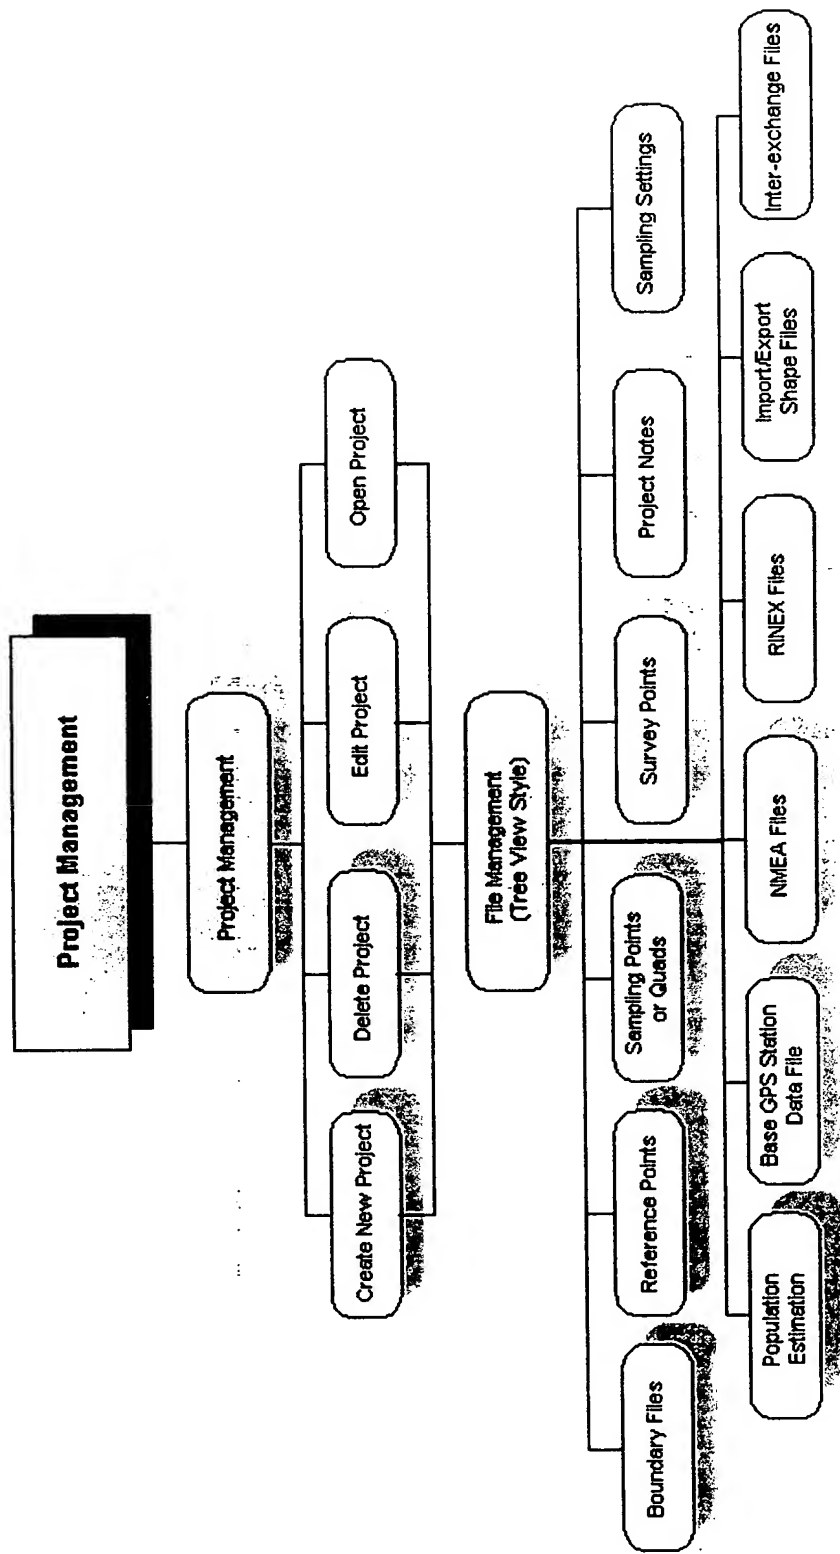 Project Management
Project Management
Create New Project
Delete Project
Edit Project
Open Project
File Management
(Tree View Style)
Boundary Files
Reference Points
Sampling Points
or Quads
Survey Points
Project Notes
Sampling Settings
Population
Estimation
Base GPS Station
Data File
NMEA Files
RINEX Files
Import/Export
Shape Files
Inter-exchange Files